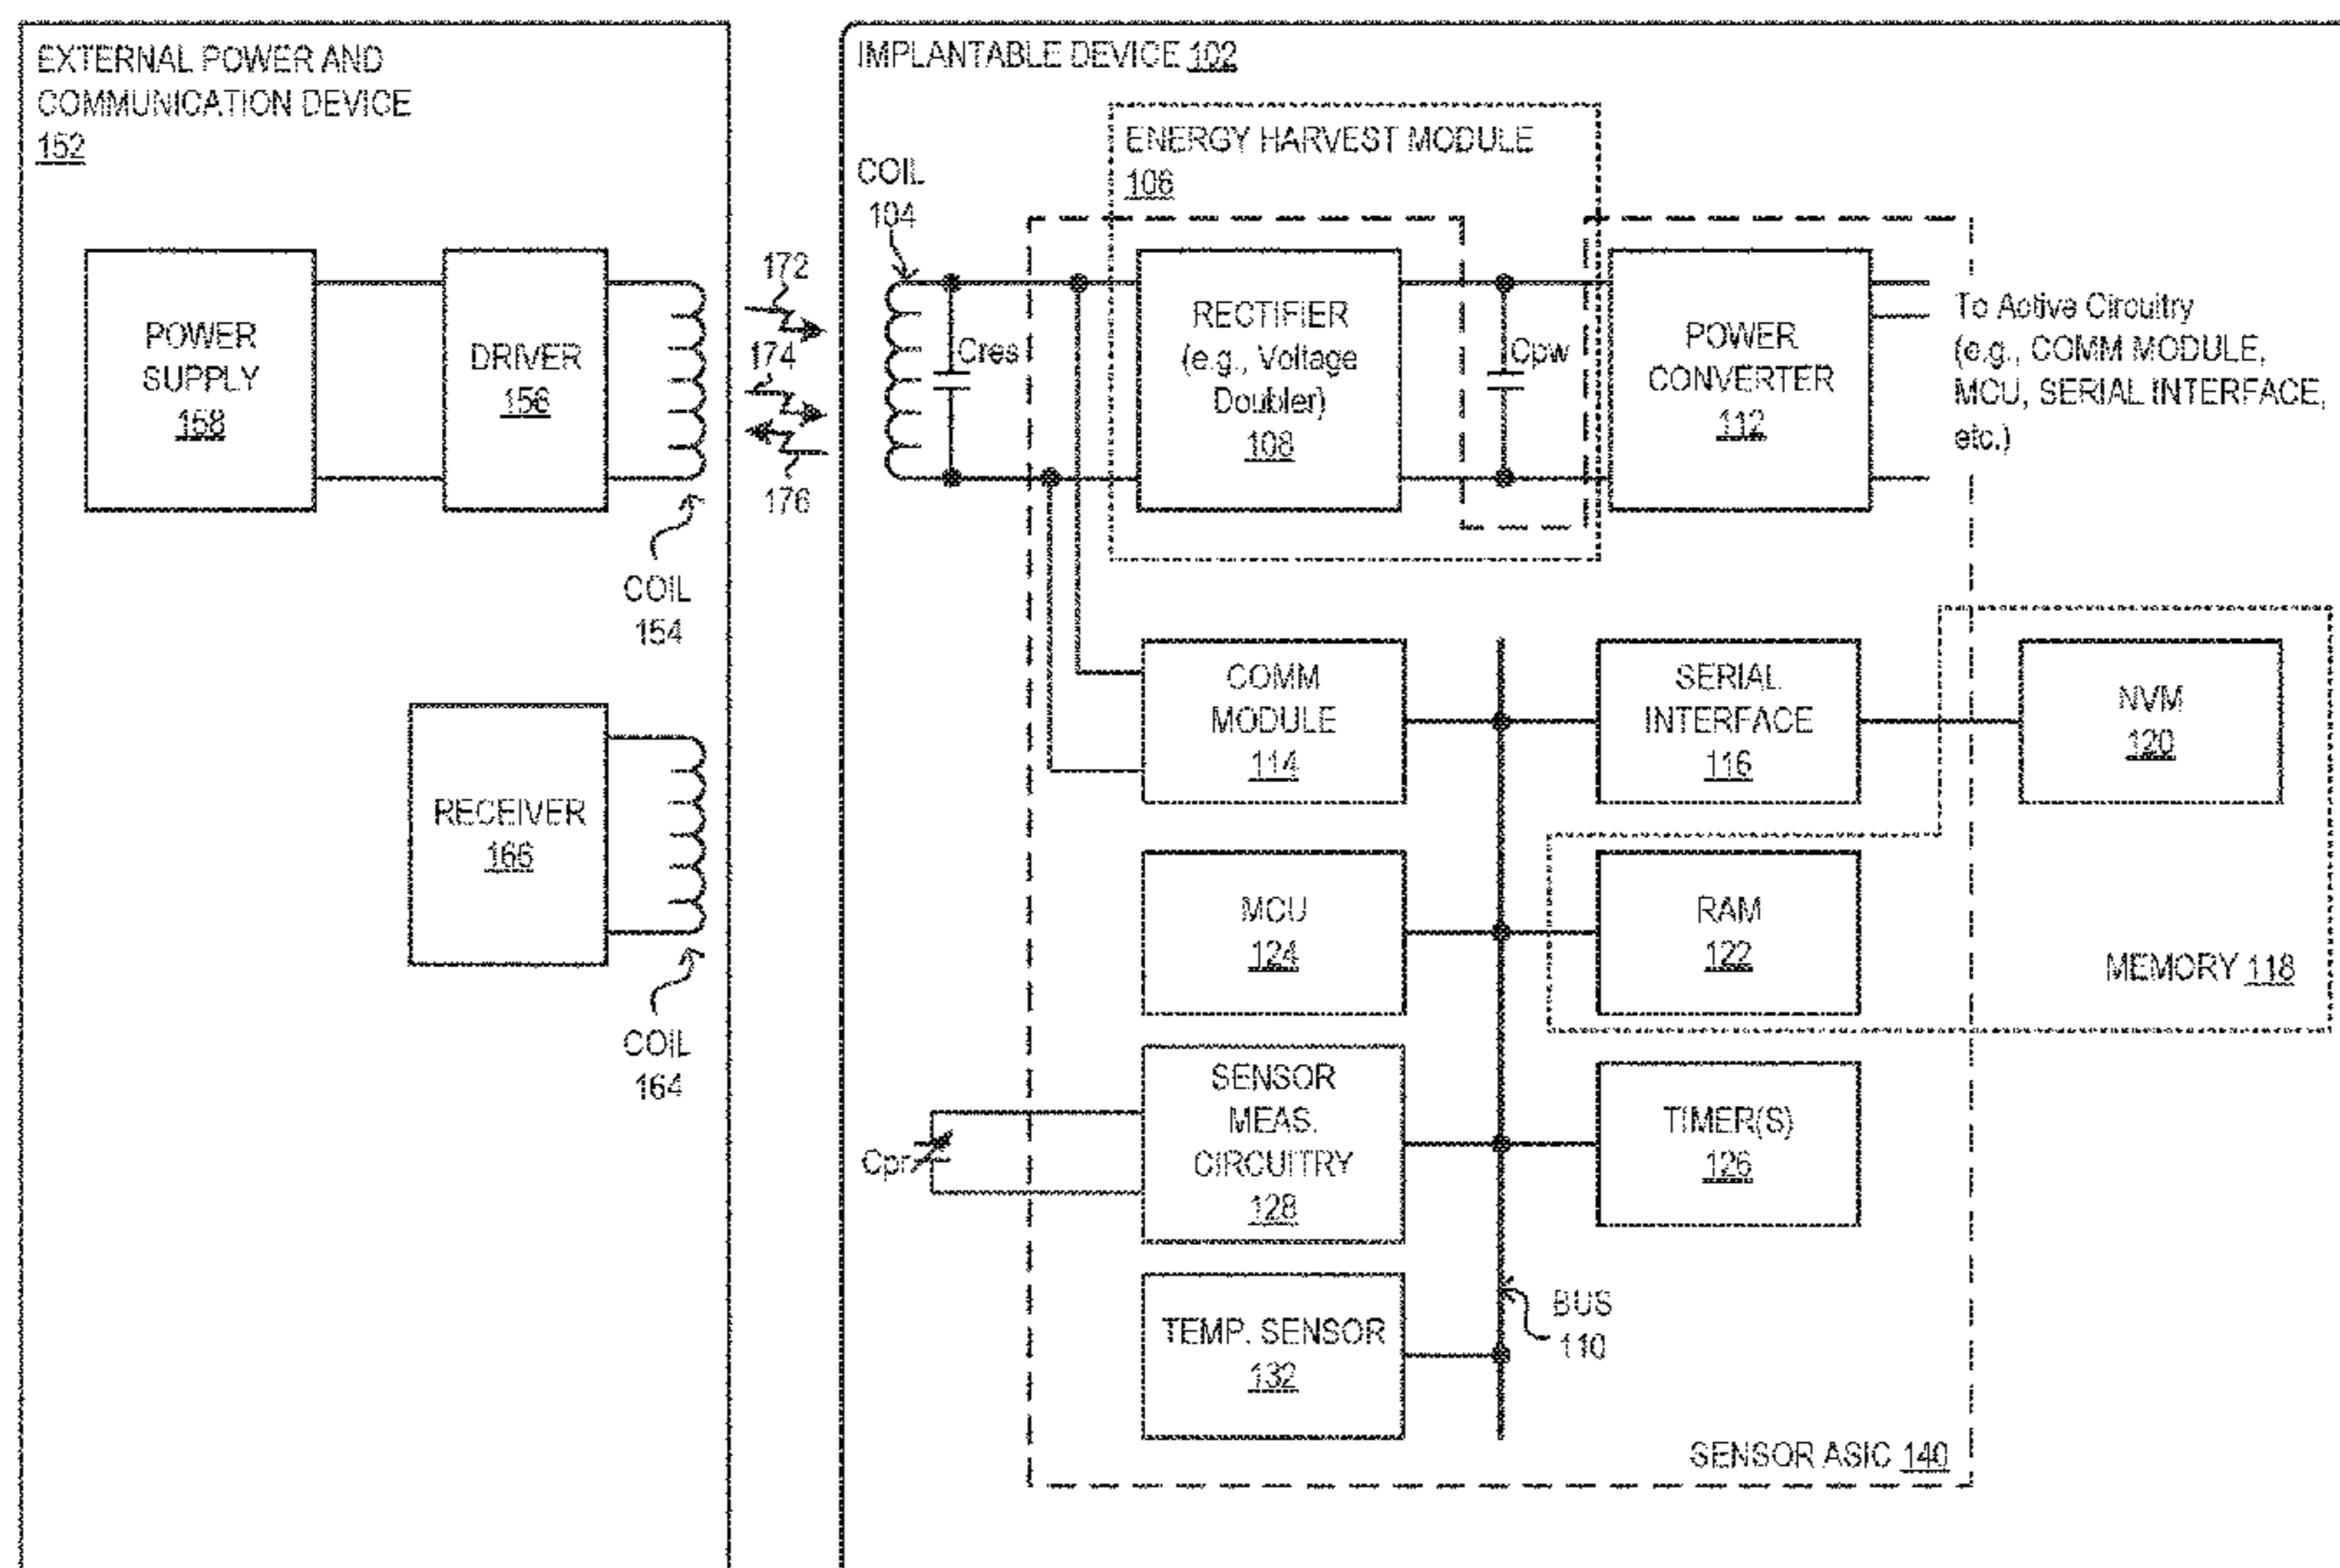 EXTERNAL POWER AND
COMMUNICATION DEVICE
152
POWER
SUPPLY
158
DRIVER
156
COIL
154
RECEIVER
166
COIL
164
172
174
176
IMPLANTABLE DEVICE 102
ENERGY HARVEST MODULE
106
COIL
104
Cres
RECTIFIER
(e.g., Voltage
Doubler)
108
Cpw
POWER
CONVERTER
112
To Active Circuitry
(e.g., COMM MODULE,
MCU, SERIAL INTERFACE,
etc.)
COMM
MODULE
114
SERIAL
INTERFACE
116
NVM
120
MCU
124
RAM
122
MEMORY 118
Cpr
SENSOR
MEAS.
CIRCUITRY
128
TIMER(S)
126
TEMP. SENSOR
132
BUS
110
SENSOR ASIC 140